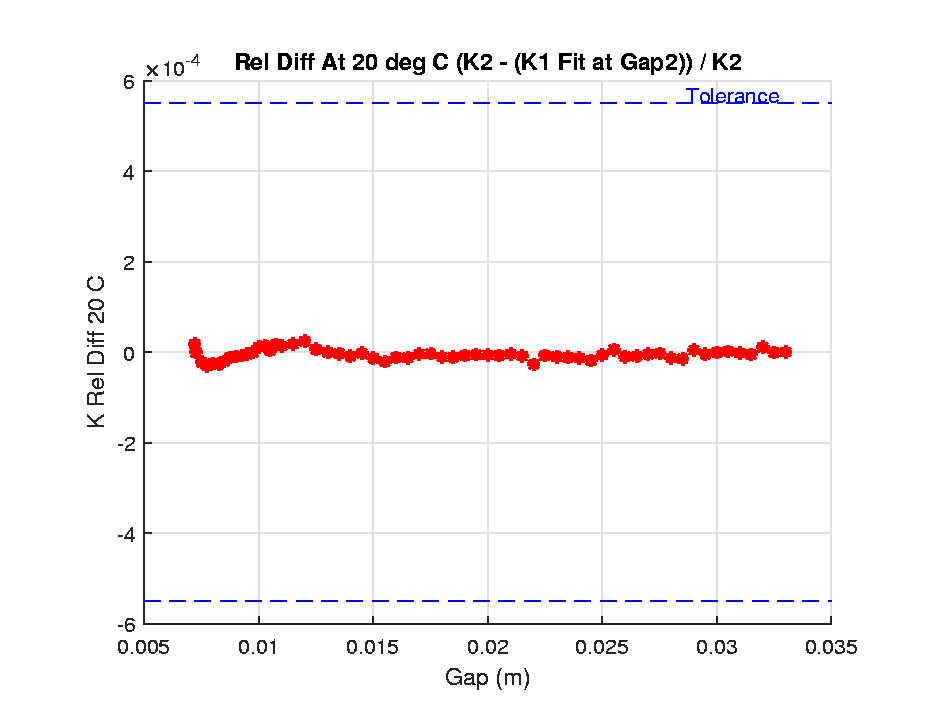 Rel Diff At 20 deg C (K2 - (K1 Fit at Gap2)) / K2
×10-4
6
Tolerance
4
2
0
-2
-4
-6
K Rel Diff 20 C
0.005 0.01 0.015 0.02 0.025 0.03 0.035
Gap (m)